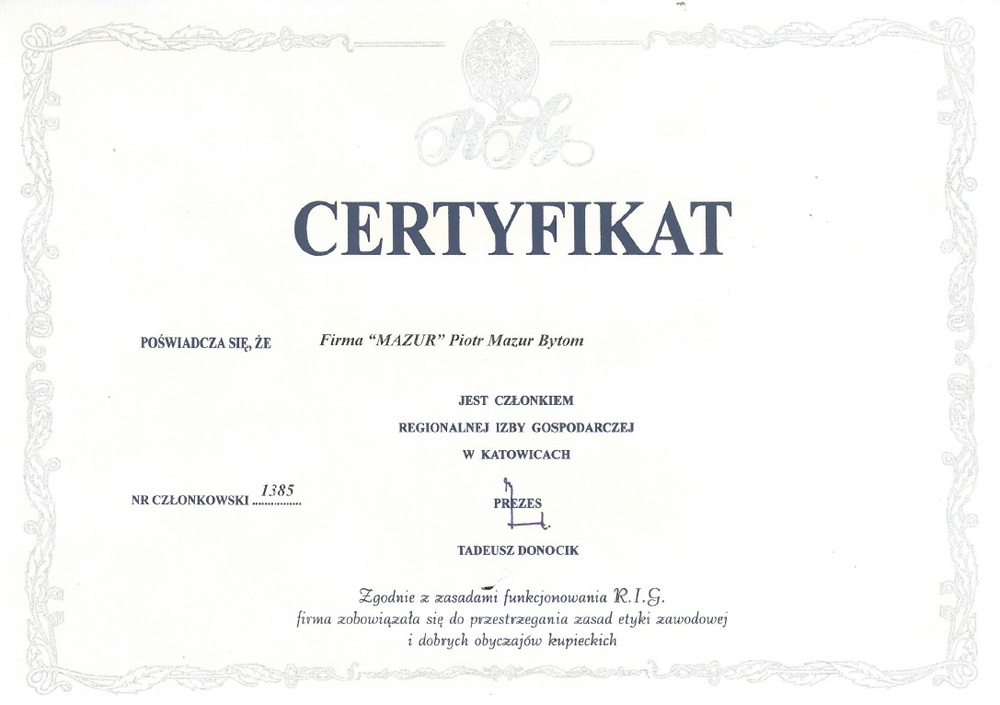 RIG
CERTYFIKAT
POŚWIADCZA SIĘ, ŻE Firma “MAZUR” Piotr Mazur Bytom
JEST CZŁONKIEM
REGIONALNEJ IZBY GOSPODARCZEJ
W KATOWICACH
NR CZŁONKOWSKI 1385
PREZES
TADEUSZ DONOCIK
Zgodnie z zasadami funkcjonowania R.I.G.
firma zobowiązała się do przestrzegania zasad etyki zawodowej
i dobrych obyczajów kupieckich